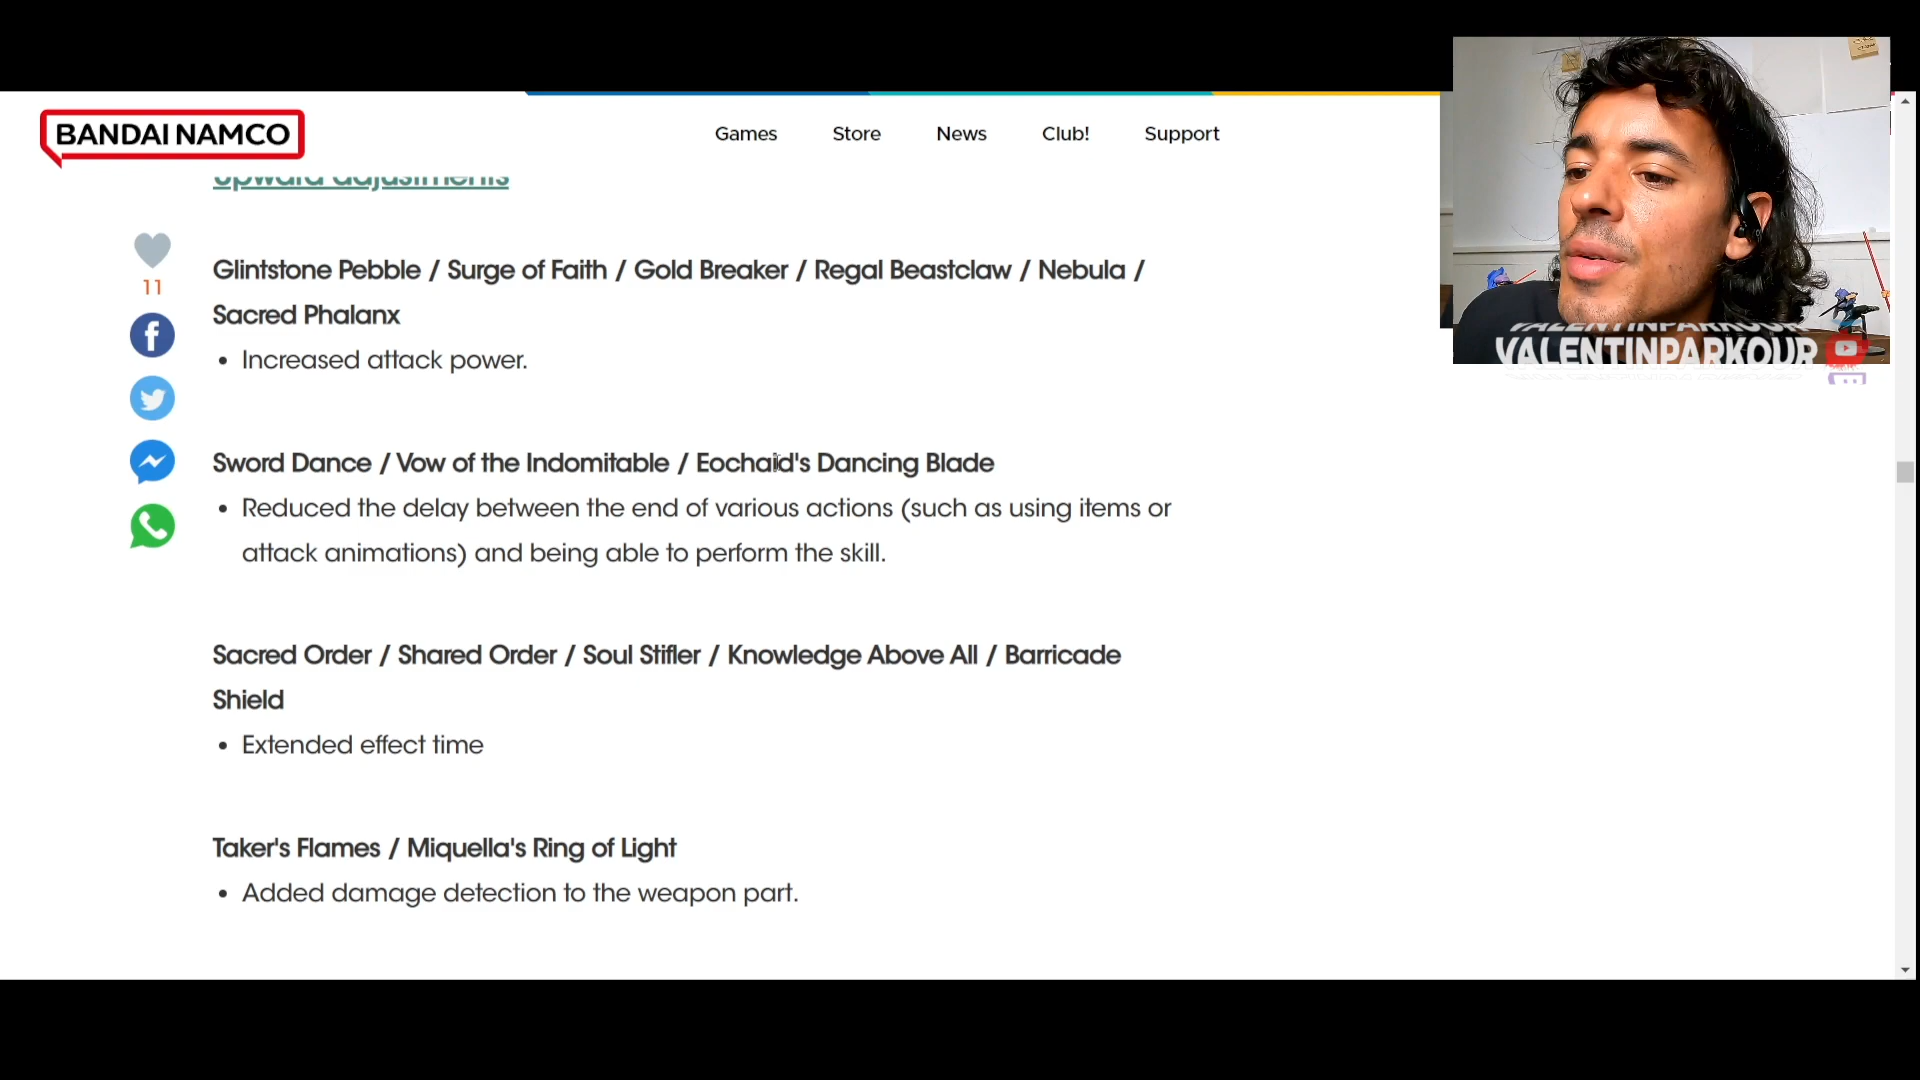 BANDAI NAMCO
Games
Store
News
Club!
Support
Upward adjustments
11
Glintstone Pebble / Surge of Faith / Gold Breaker / Regal Beastclaw / Nebula /
Sacred Phalanx
• Increased attack power.
Sword Dance / Vow of the Indomitable / Eochaid's Dancing Blade
• Reduced the delay between the end of various actions (such as using items or
attack animations) and being able to perform the skill.
Sacred Order / Shared Order / Soul Stifler / Knowledge Above All / Barricade
Shield
• Extended effect time
Taker's Flames / Miquella's Ring of Light
• Added damage detection to the weapon part.
VALENTINPARKOUR
VALENTINPARKOUR